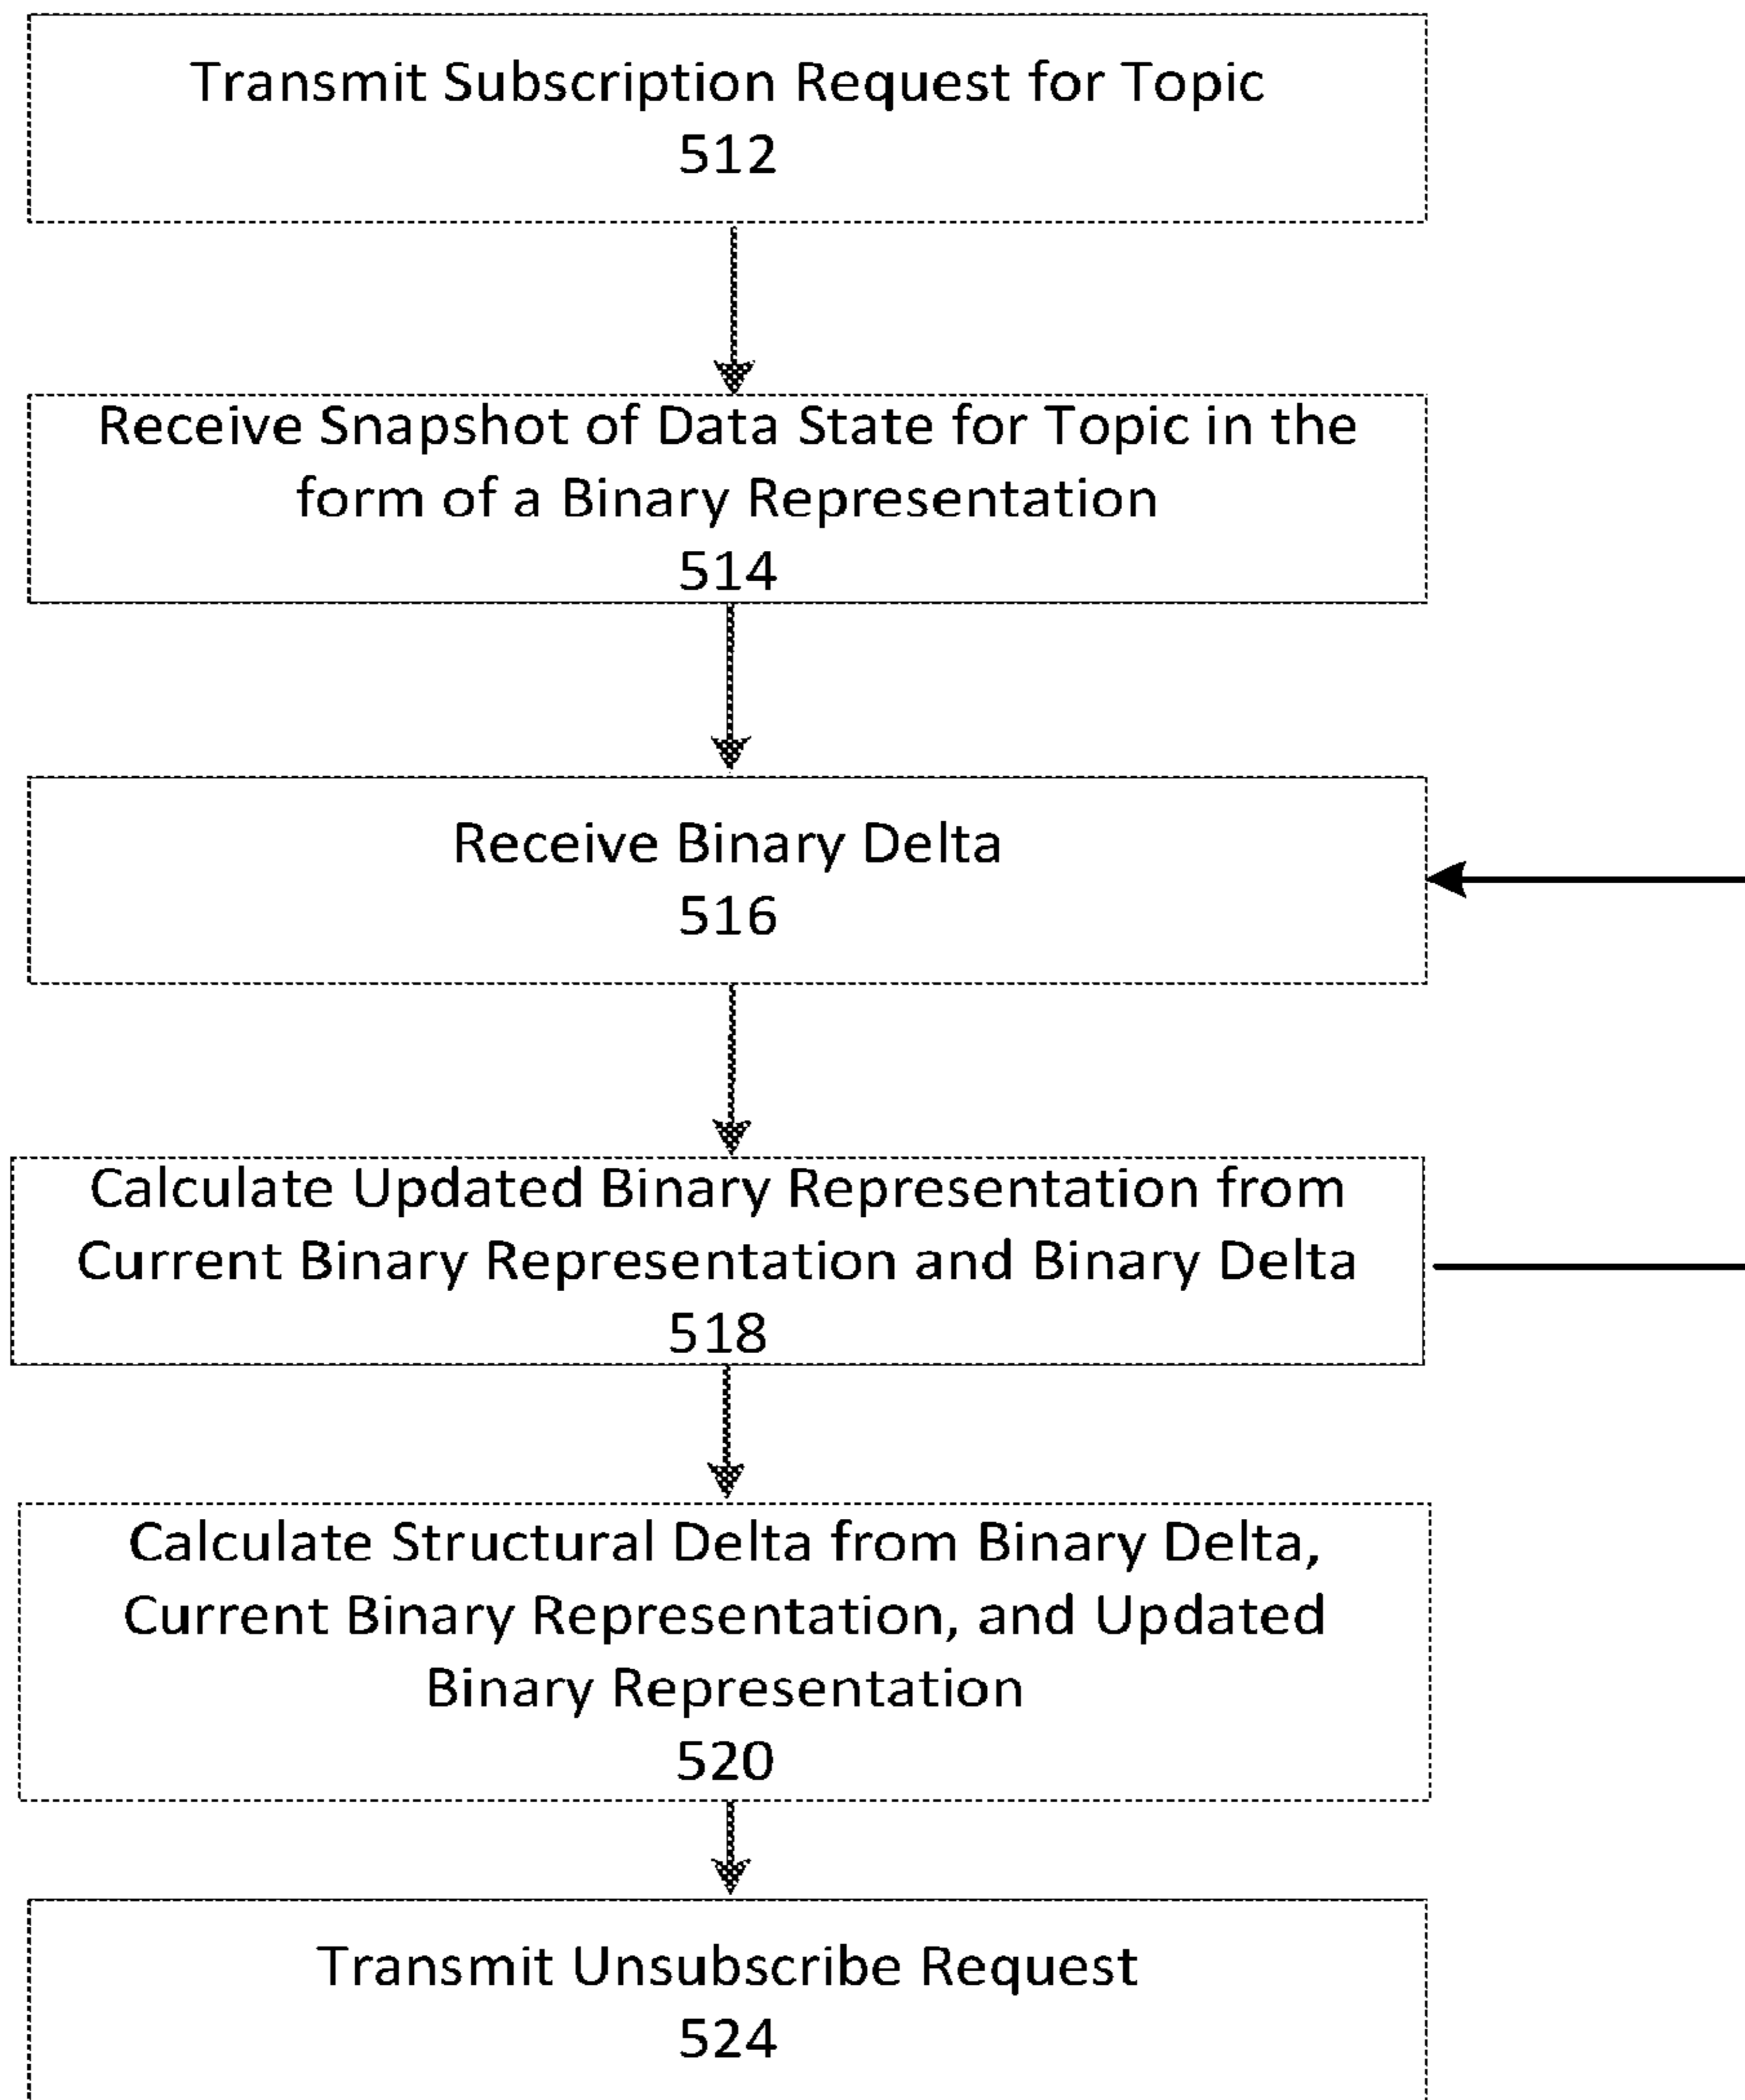 Transmit Subscription Request for Topic
512
Receive Snapshot of Data State for Topic in the
form of a Binary Representation
514
Receive Binary Delta
516
Calculate Updated Binary Representation from
Current Binary Representation and Binary Delta
518
Calculate Structural Delta from Binary Delta,
Current Binary Representation, and Updated
Binary Representation
520
Transmit Unsubscribe Request
524